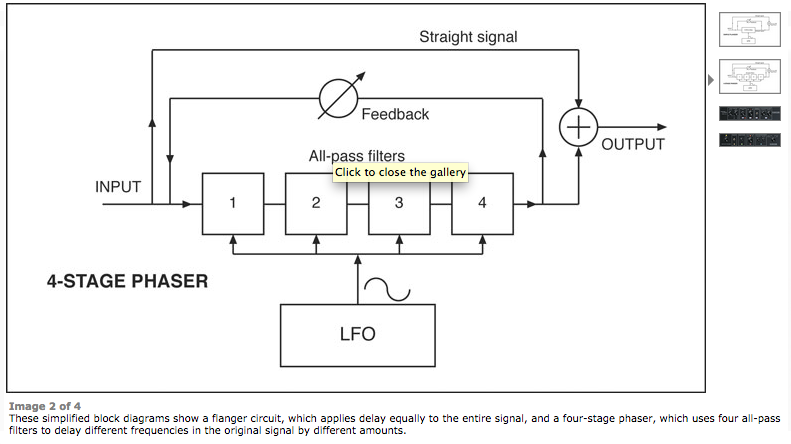 Straight signal
Feedback
OUTPUT
All-pass filters
Click to close the gallery
INPUT
1
2
3
4
4-STAGE PHASER
LFO
Image 2 of 4
These simplified block diagrams show a flanger circuit, which applies delay equally to the entire signal, and a four-stage phaser, which uses four all-pass
filters to delay different frequencies in the original signal by different amounts.